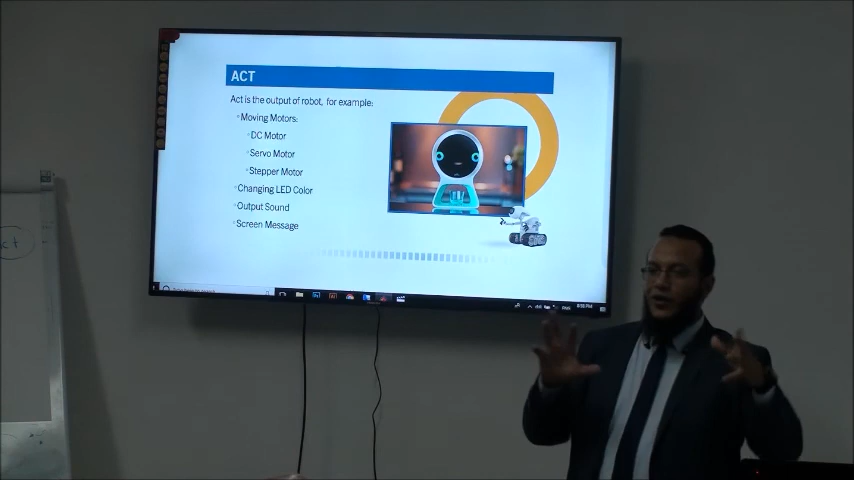 ACT
Act is the output of robot, for example:
Moving Motors:
DC Motor
Servo Motor
Stepper Motor
Changing LED Color
Output Sound
Screen Message